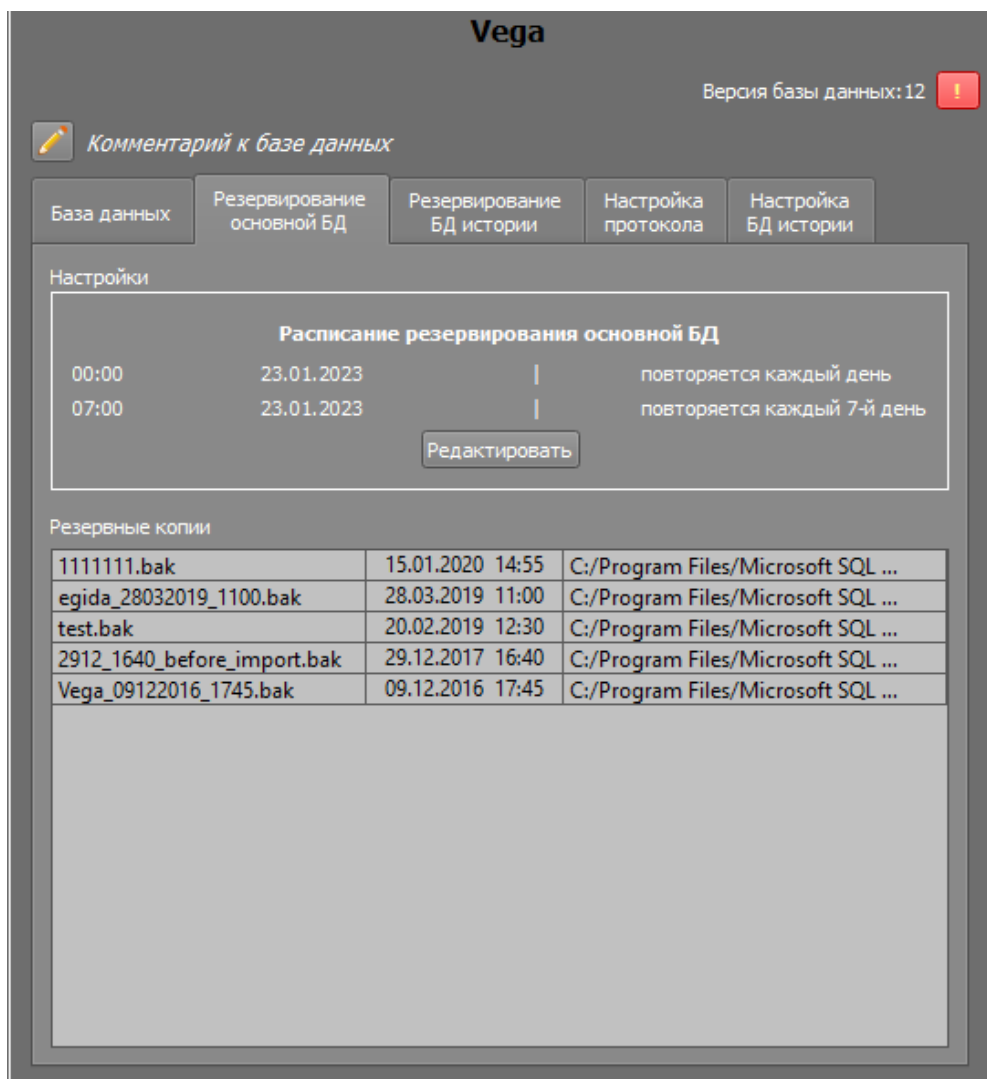 Vega
Версия базы данных:12 !
Комментарий к базе данных
База данных
Резервирование
основной БД
Резервирование
БД истории
Настройка
протокола
Настройка
БД истории
Настройки
Расписание резервирования основной БД
00:00 23.01.2023 | повторяется каждый день
07:00 23.01.2023 | повторяется каждый 7-й день
Редактировать
Резервные копии
1111111.bak 15.01.2020 14:55 C:/Program Files/Microsoft SQL ...
egida_28032019_1100.bak 28.03.2019 11:00 C:/Program Files/Microsoft SQL ...
test.bak 20.02.2019 12:30 C:/Program Files/Microsoft SQL ...
2912_1640_before_import.bak 29.12.2017 16:40 C:/Program Files/Microsoft SQL ...
Vega_09122016_1745.bak 09.12.2016 17:45 C:/Program Files/Microsoft SQL ...